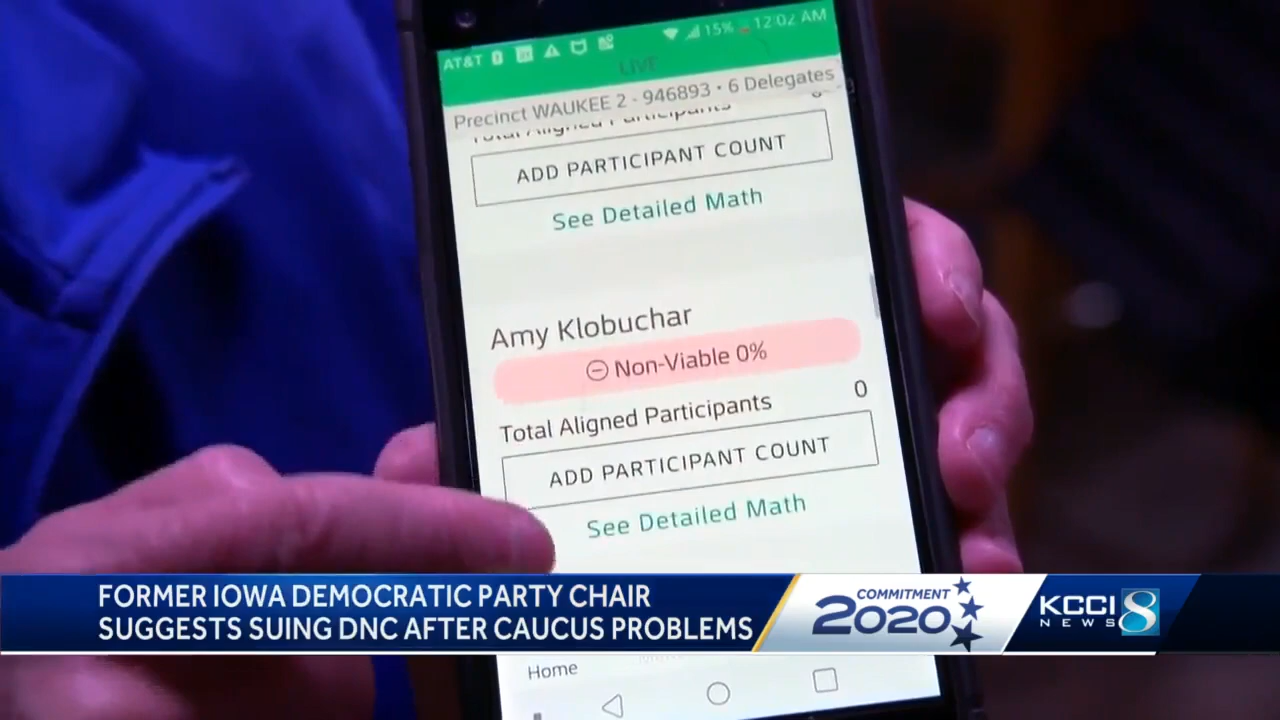 AT&T 15% 12:02 AM
LIVE
Precinct WAUKEE 2 - 946893 • 6 Delegates
Total Aligned Participants
ADD PARTICIPANT COUNT
See Detailed Math
Amy Klobuchar
Non-Viable 0%
Total Aligned Participants 0
ADD PARTICIPANT COUNT
See Detailed Math
FORMER IOWA DEMOCRATIC PARTY CHAIR
SUGGESTS SUING DNC AFTER CAUCUS PROBLEMS
COMMITMENT
2020
KCCI 8
NEWS
Home